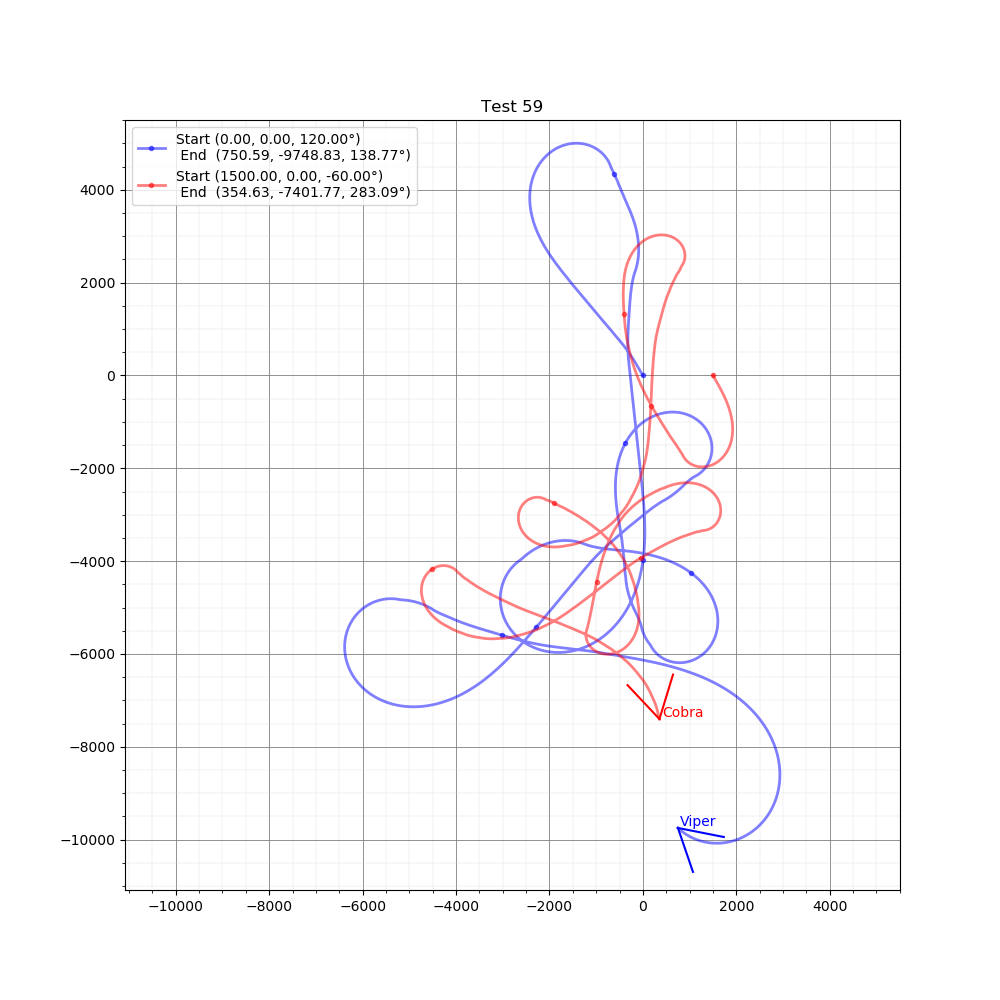 Test 59
Start (0.00, 0.00, 120.00°)
End (750.59, -9748.83, 138.77°)
Start (1500.00, 0.00, -60.00°)
End (354.63, -7401.77, 283.09°)
4000
2000
0
−2000
−4000
−6000
−8000
−10000
Cobra
Viper
−10000 −8000 −6000 −4000 −2000 0 2000 4000